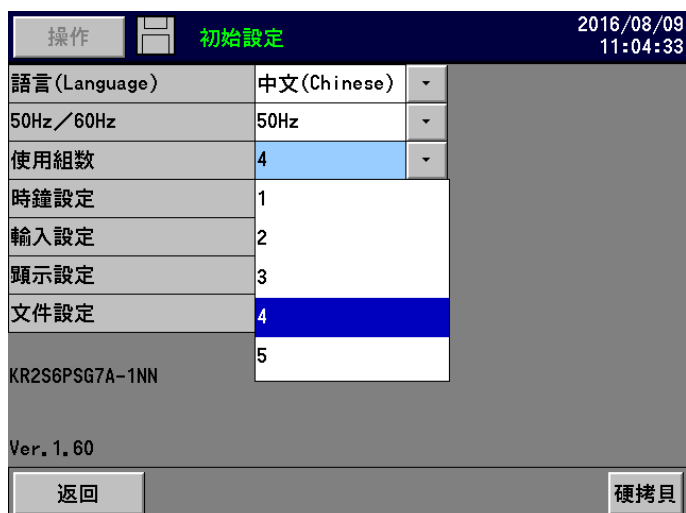 操作
初始設定
2016/08/09
11:04:33
語言(Language)
中文(Chinese)
50Hz／60Hz
50Hz
使用組数
4
時鐘設定
1
輸入設定
2
顕示設定
3
文件設定
4
5
KR2S6PSG7A-1NN
Ver.1.60
返回
硬拷貝